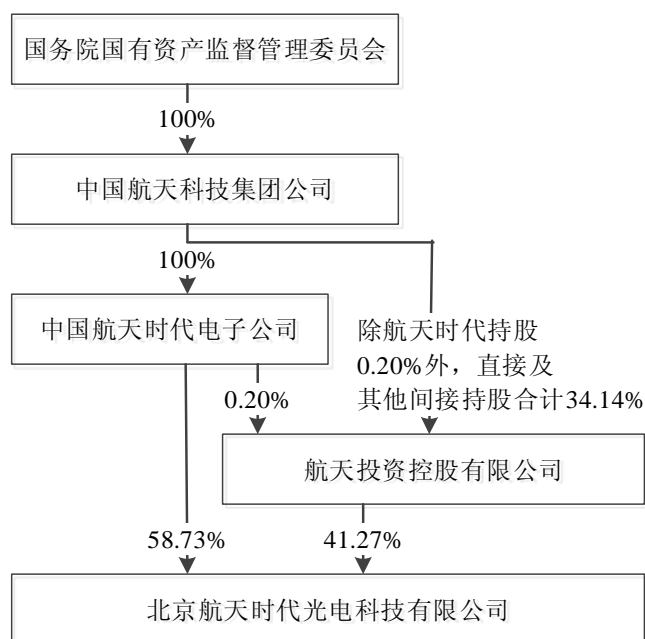 国务院国有资产监督管理委员会
100%
中国航天科技集团公司
100%
中国航天时代电子公司
除航天时代持股
0.20%外，直接及
其他间接持股合计34.14%
0.20%
航天投资控股有限公司
58.73%
41.27%
北京航天时代光电科技有限公司